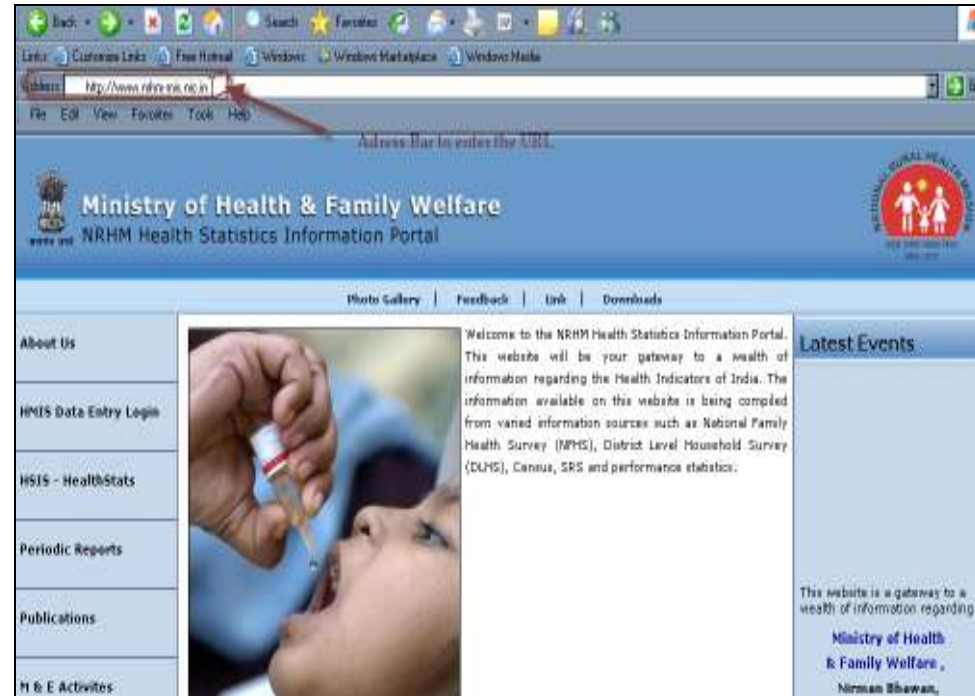 Back Search Favorites
Links Customize Links Free Hotmail Windows Windows Marketplace Windows Media
Address http://www.nrhm-mis.nic.in
File Edit View Favorites Tools Help
Adress Bar to enter the URL
Ministry of Health & Family Welfare
NRHM Health Statistics Information Portal
NATIONAL RURAL HEALTH MISSION
Photo Gallery | Feedback | Link | Downloads
About Us
HMIS Data Entry Login
HSIS - HealthStats
Periodic Reports
Publications
M & E Activites
Welcome to the NRHM Health Statistics Information Portal.
This website will be your gateway to a wealth of
information regarding the Health Indicators of India. The
information available on this website is being compiled
from varied information sources such as National Family
Health Survey (NFHS), District Level Household Survey
(DLHS), Census, SRS and performance statistics.
Latest Events
This website is a gateway to a
wealth of information regarding
Ministry of Health
& Family Welfare ,
Nirman Bhawan,